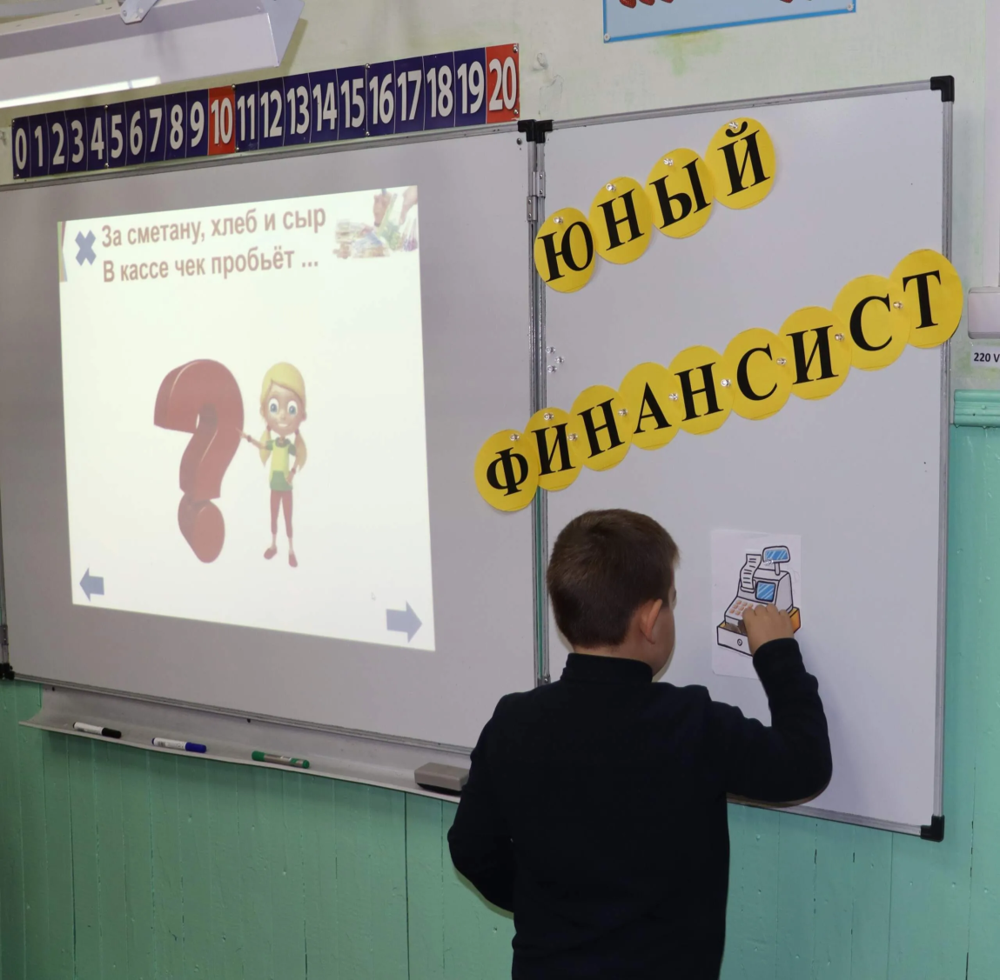 0 1 2 3 4 5 6 7 8 9 10 11 12 13 14 15 16 17 18 19 20
За сметану, хлеб и сыр
В кассе чек пробьёт ...
ЮНЫЙ
ФИНАНСИСТ
220 V